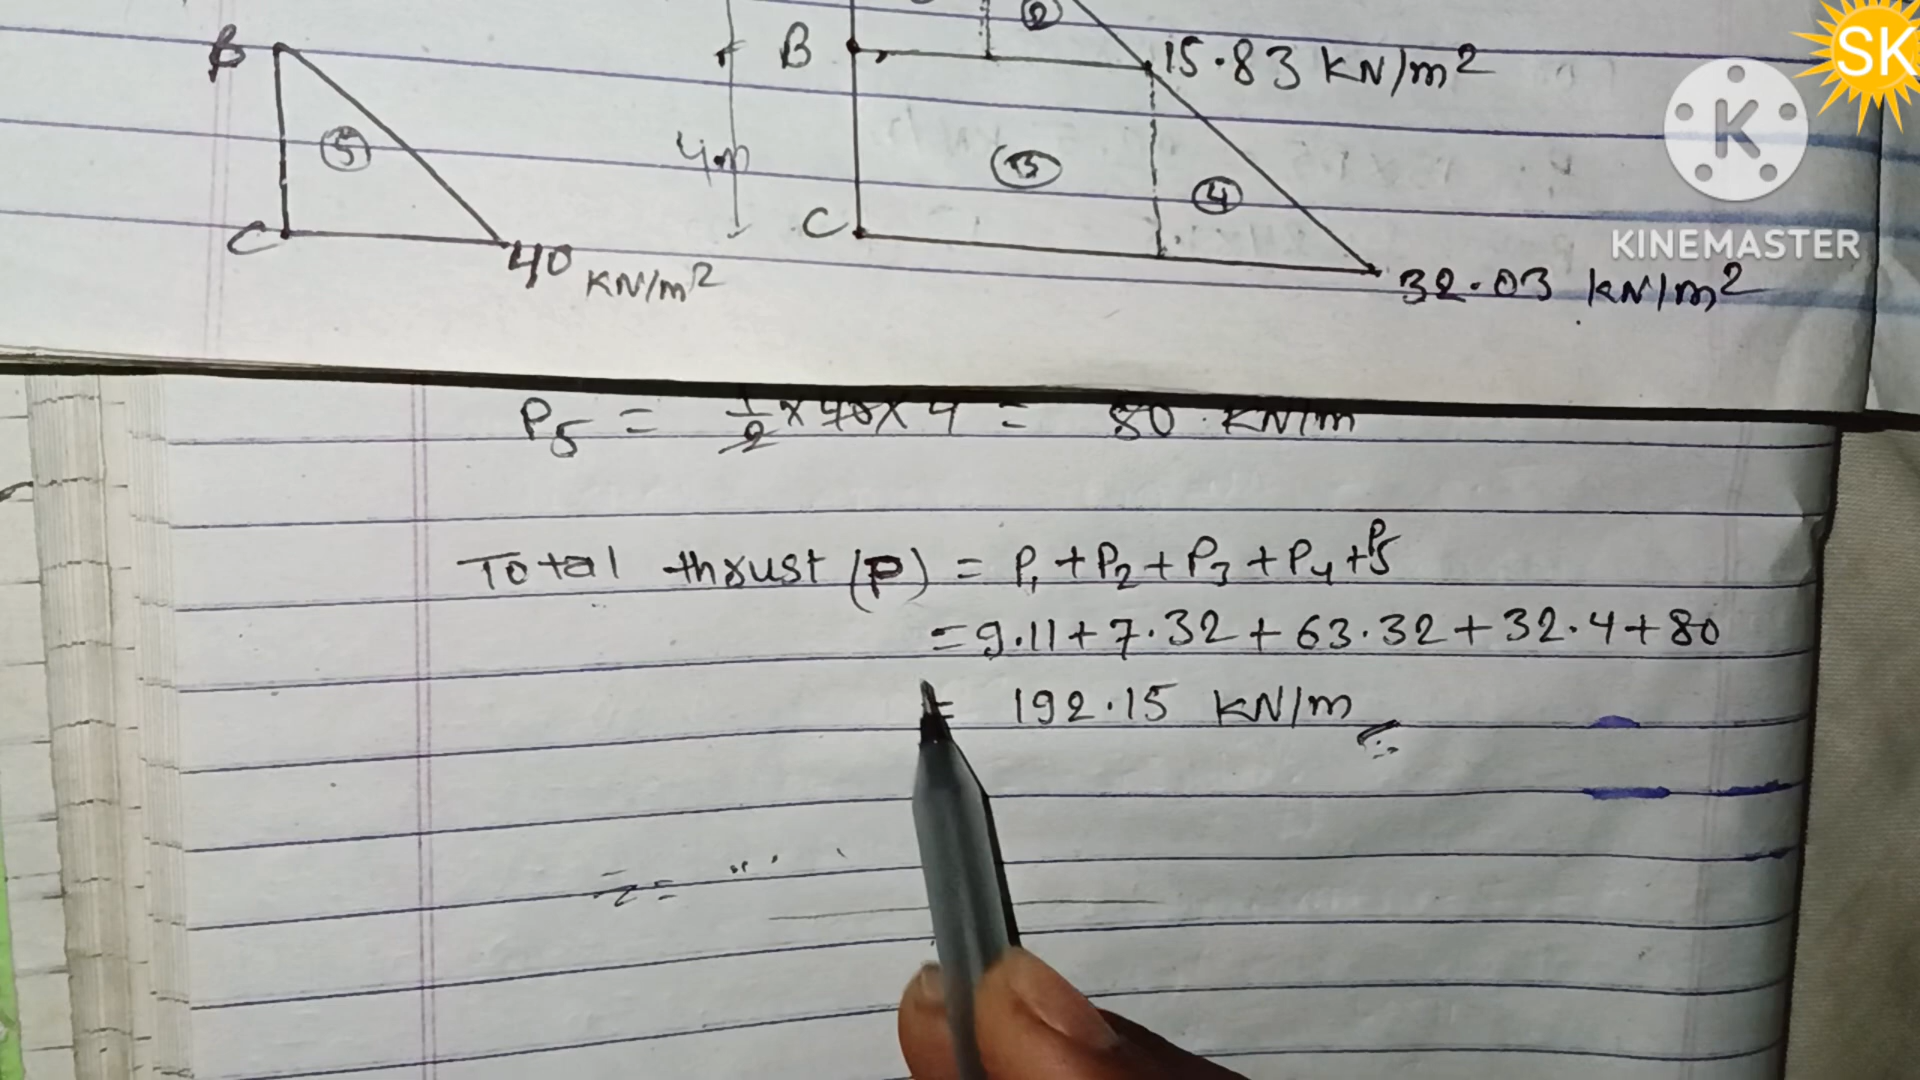 ②
B
B
15.83 KN/m²
SK
K
⑤
4m
③
④
C
C
40 KN/m²
32.03 KN/m²
KINEMASTER
P5 = 1/2 × 40 × 4 = 80 KN/m
Total thrust (P) = P1 + P2 + P3 + P4 + P5
= 9.11 + 7.32 + 63.32 + 32.4 + 80
= 192.15 KN/m